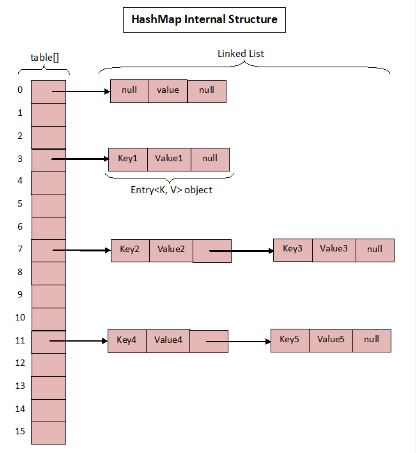 HashMap Internal Structure
Linked List
table[]
0
null value null
1
2
3
Key1 Value1 null
4
Entry<K, V> object
5
6
7
Key2 Value2
Key3 Value3 null
8
9
10
11
Key4 Value4
Key5 Value5 null
12
13
14
15